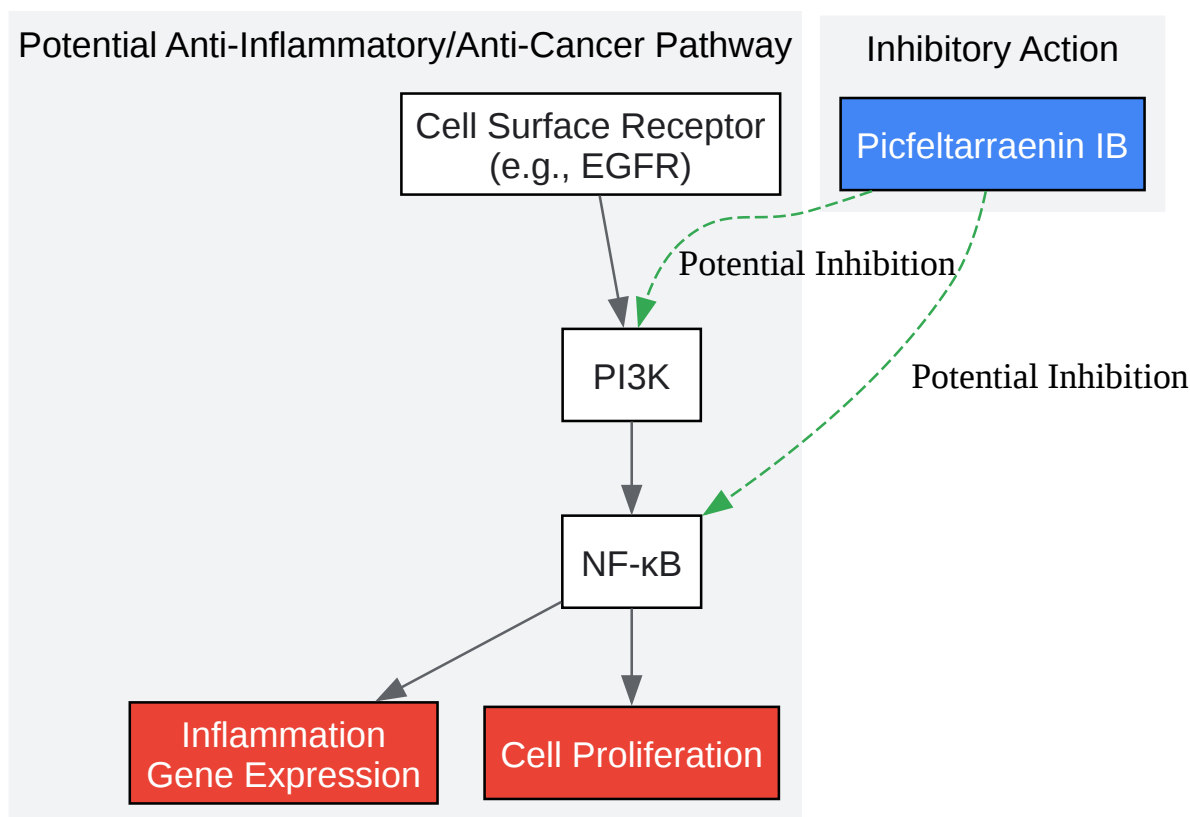 Potential Anti-Inflammatory/Anti-Cancer Pathway
Inhibitory Action
Cell Surface Receptor
(e.g., EGFR)
Picfeltarraenin IB
Potential Inhibition
PI3K
Potential Inhibition
NF-κB
Inflammation
Gene Expression
Cell Proliferation